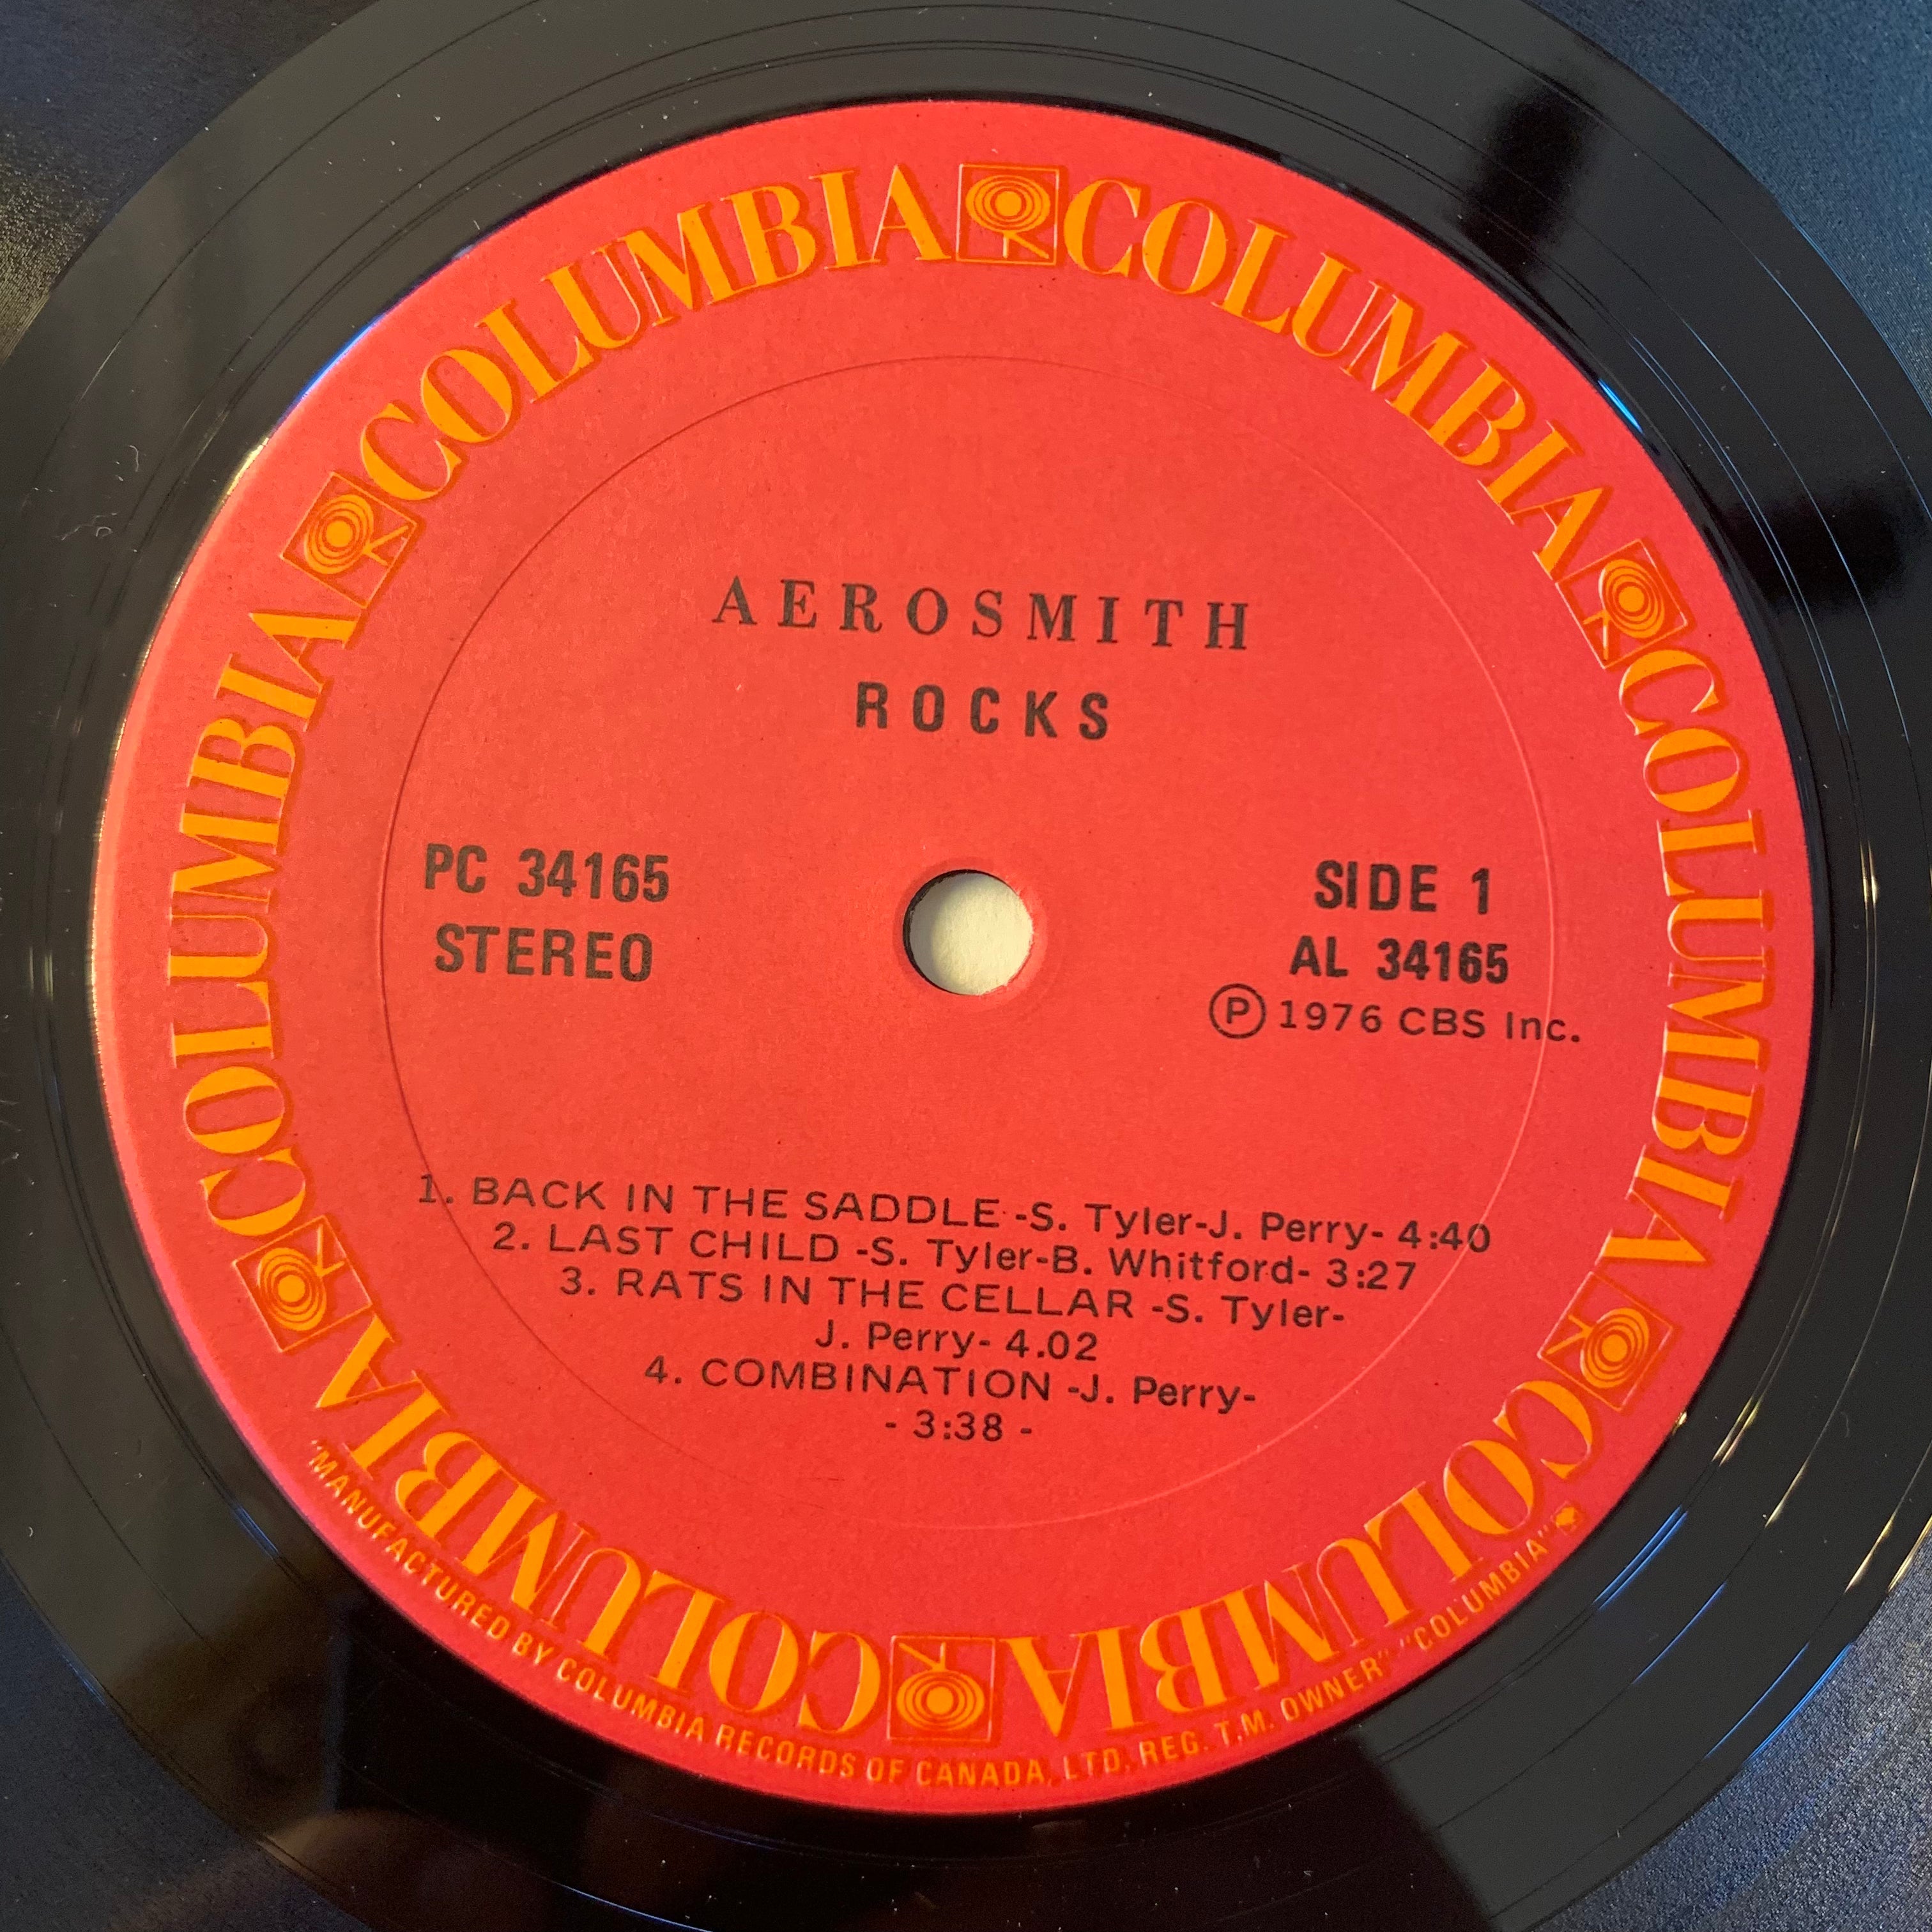 COLUMBIA COLUMBIA COLUMBIA COLUMBIA COLUMBIA COLUMBIA
AEROSMITH
ROCKS
PC 34165
STEREO
SIDE 1
AL 34165
Ⓟ 1976 CBS Inc.
1. BACK IN THE SADDLE -S. Tyler-J. Perry- 4:40
2. LAST CHILD -S. Tyler-B. Whitford- 3:27
3. RATS IN THE CELLAR -S. Tyler-
J. Perry- 4.02
4. COMBINATION -J. Perry-
- 3:38 -
"MANUFACTURED BY COLUMBIA RECORDS OF CANADA, LTD. REG. T.M. OWNER" "COLUMBIA"